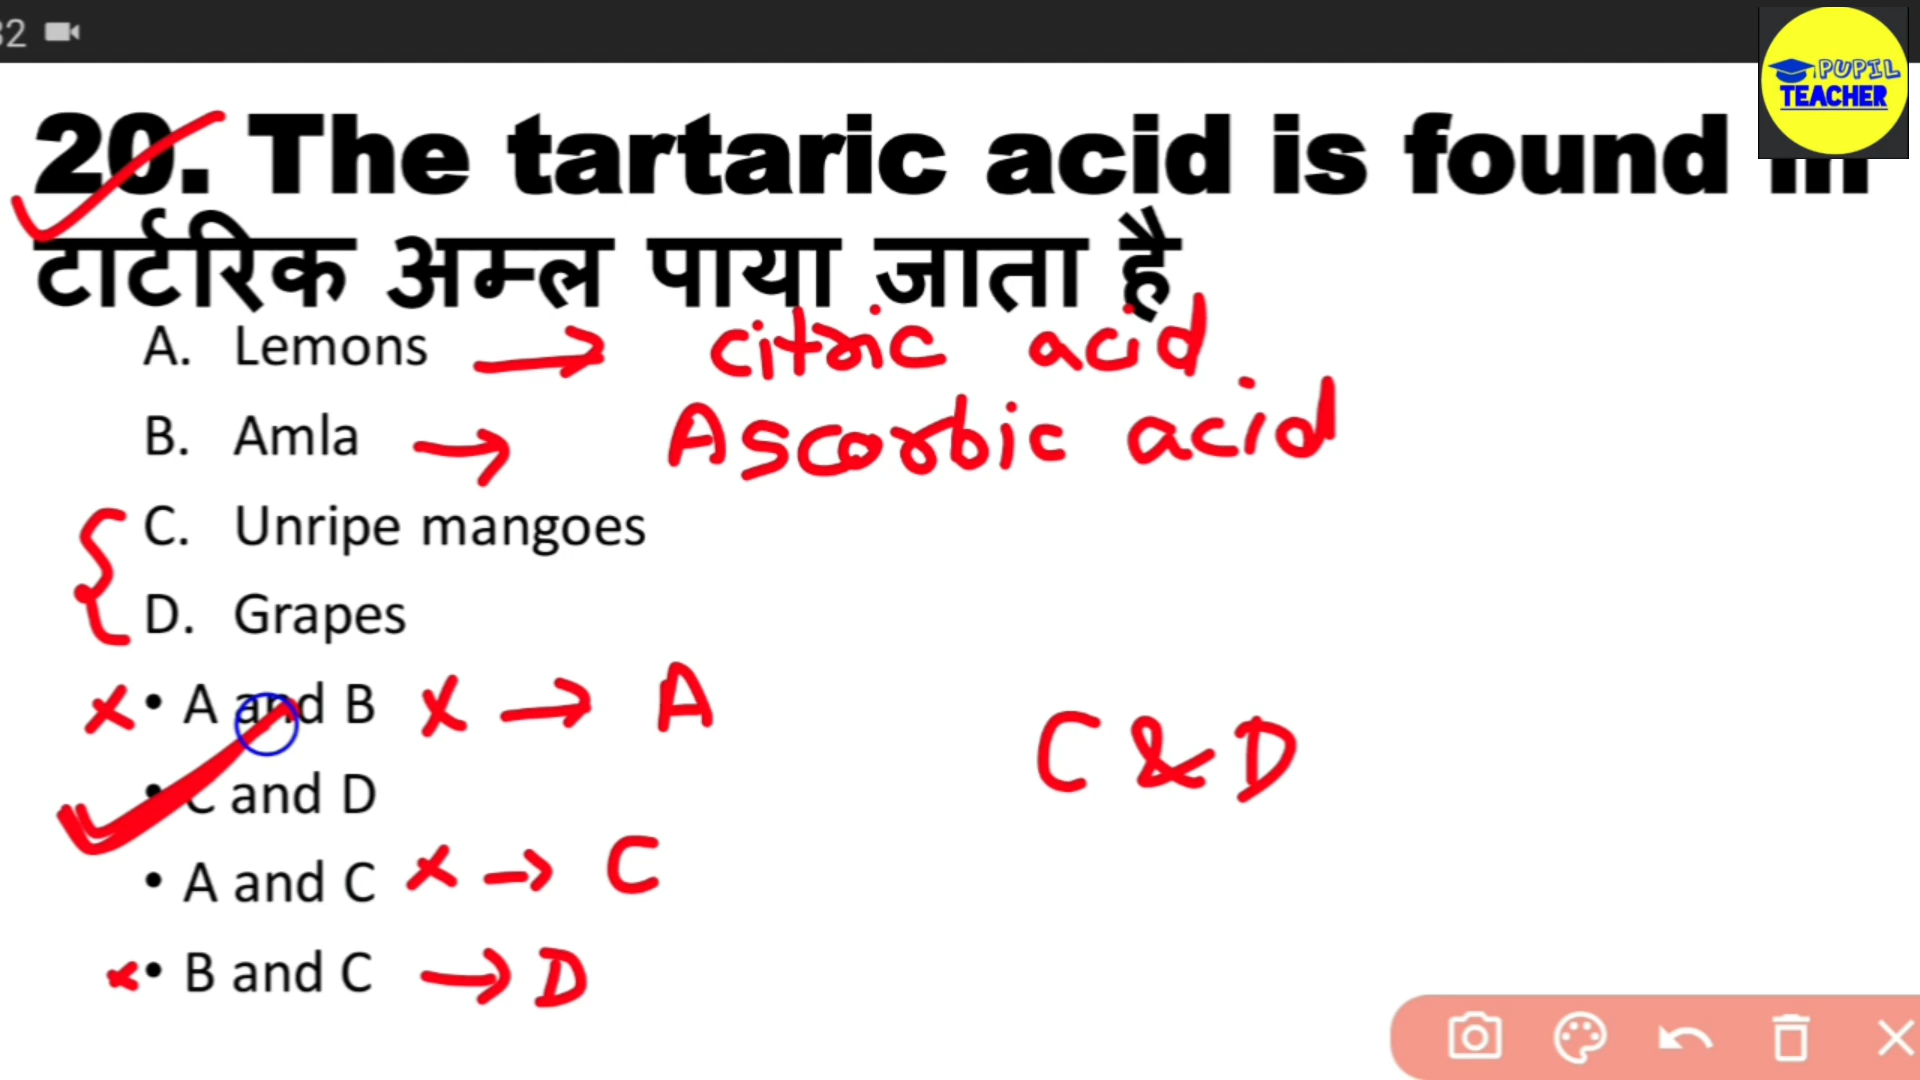 32
PUPIL
TEACHER
20. The tartaric acid is found in
टार्टरिक अम्ल पाया जाता है
A. Lemons → citric acid
B. Amla → Ascorbic acid
C. Unripe mangoes
D. Grapes
x • A and B x → A
• C and D
C & D
• A and C x → C
x • B and C → D